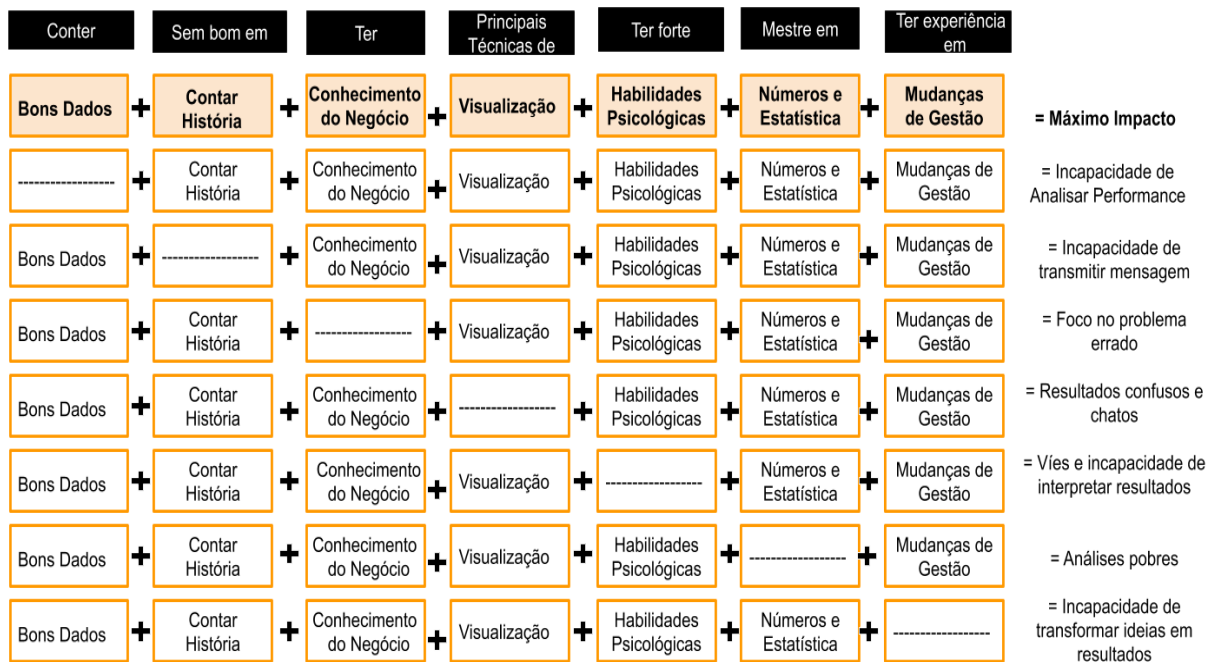 Conter
Sem bom em
Ter
Principais
Técnicas de
Ter forte
Mestre em
Ter experiência
em
Bons Dados + Contar
História + Conhecimento
do Negócio + Visualização + Habilidades
Psicológicas + Números e
Estatística + Mudanças
de Gestão = Máximo Impacto
------------------- + Contar
História + Conhecimento
do Negócio + Visualização + Habilidades
Psicológicas + Números e
Estatística + Mudanças de
Gestão = Incapacidade de
Analisar Performance
Bons Dados + ------------------- + Conhecimento
do Negócio + Visualização + Habilidades
Psicológicas + Números e
Estatística + Mudanças de
Gestão = Incapacidade de
transmitir mensagem
Bons Dados + Contar
História + ------------------- + Visualização + Habilidades
Psicológicas + Números e
Estatística + Mudanças de
Gestão = Foco no problema
errado
Bons Dados + Contar
História + Conhecimento
do Negócio + ------------------- + Habilidades
Psicológicas + Números e
Estatística + Mudanças de
Gestão = Resultados confusos e
chatos
Bons Dados + Contar
História + Conhecimento
do Negócio + Visualização + ------------------- + Números e
Estatística + Mudanças de
Gestão = Víes e incapacidade de
interpretar resultados
Bons Dados + Contar
História + Conhecimento
do Negócio + Visualização + Habilidades
Psicológicas + ------------------- + Mudanças de
Gestão = Análises pobres
Bons Dados + Contar
História + Conhecimento
do Negócio + Visualização + Habilidades
Psicológicas + Números e
Estatística + ------------------- = Incapacidade de
transformar ideias em
resultados